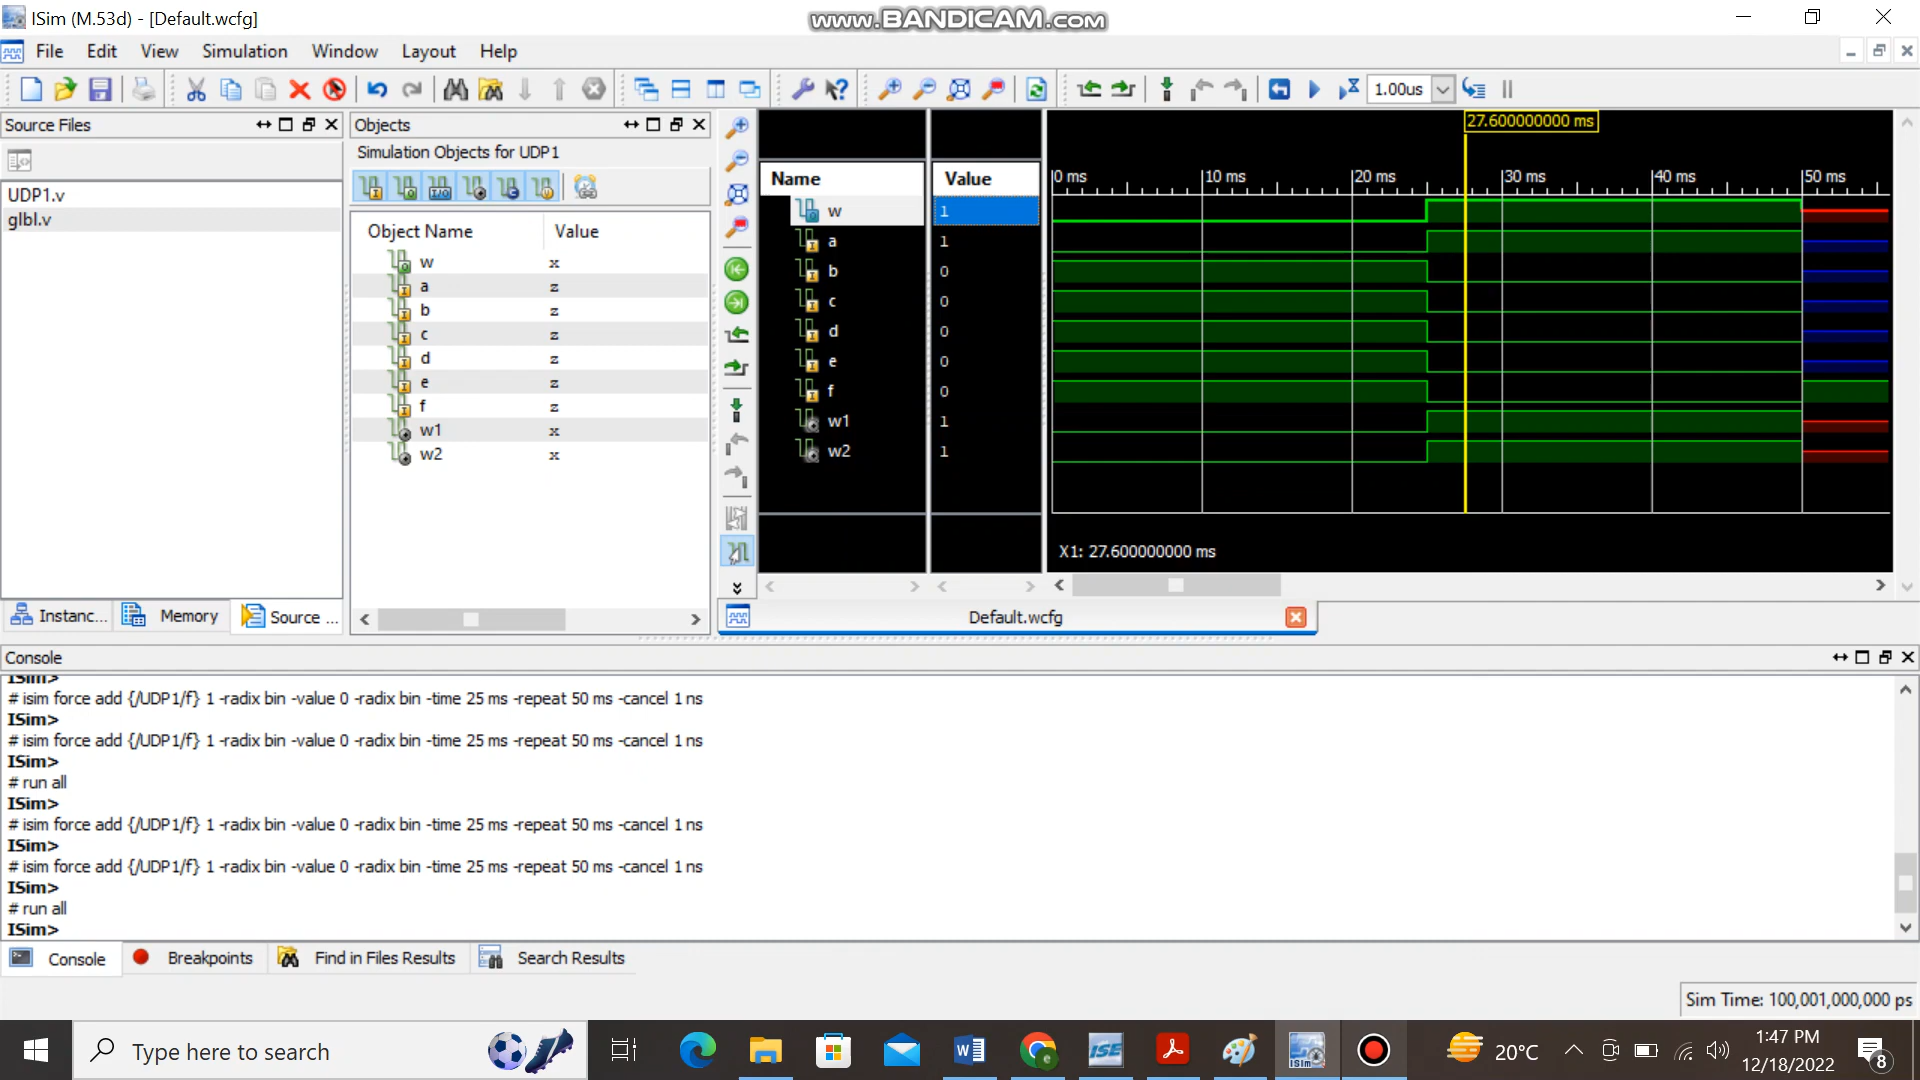 ISim (M.53d) - [Default.wcfg]
www.BANDICAM.com
File Edit View Simulation Window Layout Help
1.00us
Source Files
UDP1.v
glbl.v
Instanc...
Memory
Source ...
Objects
Simulation Objects for UDP1
Object Name Value
w x
a z
b z
c z
d z
e z
f z
w1 x
w2 x
Name Value
w 1
a 1
b 0
c 0
d 0
e 0
f 0
w1 1
w2 1
27.600000000 ms
0 ms 10 ms 20 ms 30 ms 40 ms 50 ms
X1: 27.600000000 ms
Default.wcfg
Console
ISim>
# isim force add {/UDP1/f} 1 -radix bin -value 0 -radix bin -time 25 ms -repeat 50 ms -cancel 1 ns
ISim>
# isim force add {/UDP1/f} 1 -radix bin -value 0 -radix bin -time 25 ms -repeat 50 ms -cancel 1 ns
ISim>
# run all
ISim>
# isim force add {/UDP1/f} 1 -radix bin -value 0 -radix bin -time 25 ms -repeat 50 ms -cancel 1 ns
ISim>
# isim force add {/UDP1/f} 1 -radix bin -value 0 -radix bin -time 25 ms -repeat 50 ms -cancel 1 ns
ISim>
# run all
ISim>
Console Breakpoints Find in Files Results Search Results
Sim Time: 100,001,000,000 ps
Type here to search
ISE
ISim
20°C
1:47 PM
12/18/2022
8